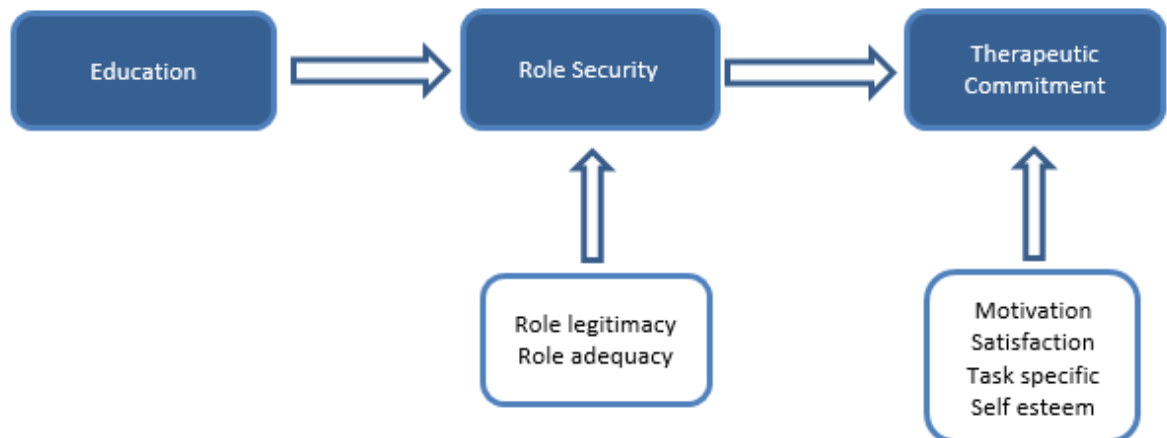 Education
Role Security
Therapeutic
Commitment
Role legitimacy
Role adequacy
Motivation
Satisfaction
Task specific
Self esteem